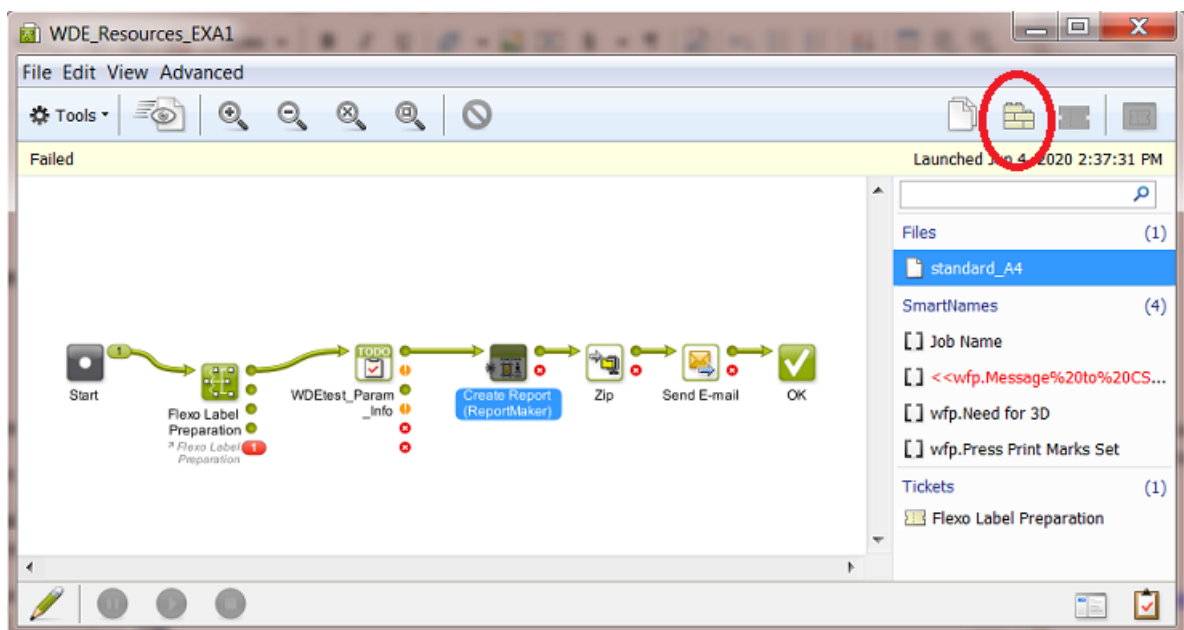 WDE_Resources_EXA1
File Edit View Advanced
Tools
Failed
Launched Jun 4, 2020 2:37:31 PM
Files (1)
standard_A4
SmartNames (4)
[ ] Job Name
[ ] <<wfp.Message%20to%20CS...
[ ] wfp.Need for 3D
[ ] wfp.Press Print Marks Set
Tickets (1)
Flexo Label Preparation
1
TODO
Start
Flexo Label
Preparation
Flexo Label
Preparation
1
WDEtest_Param
_Info
Create Report
(ReportMaker)
Zip
Send E-mail
OK